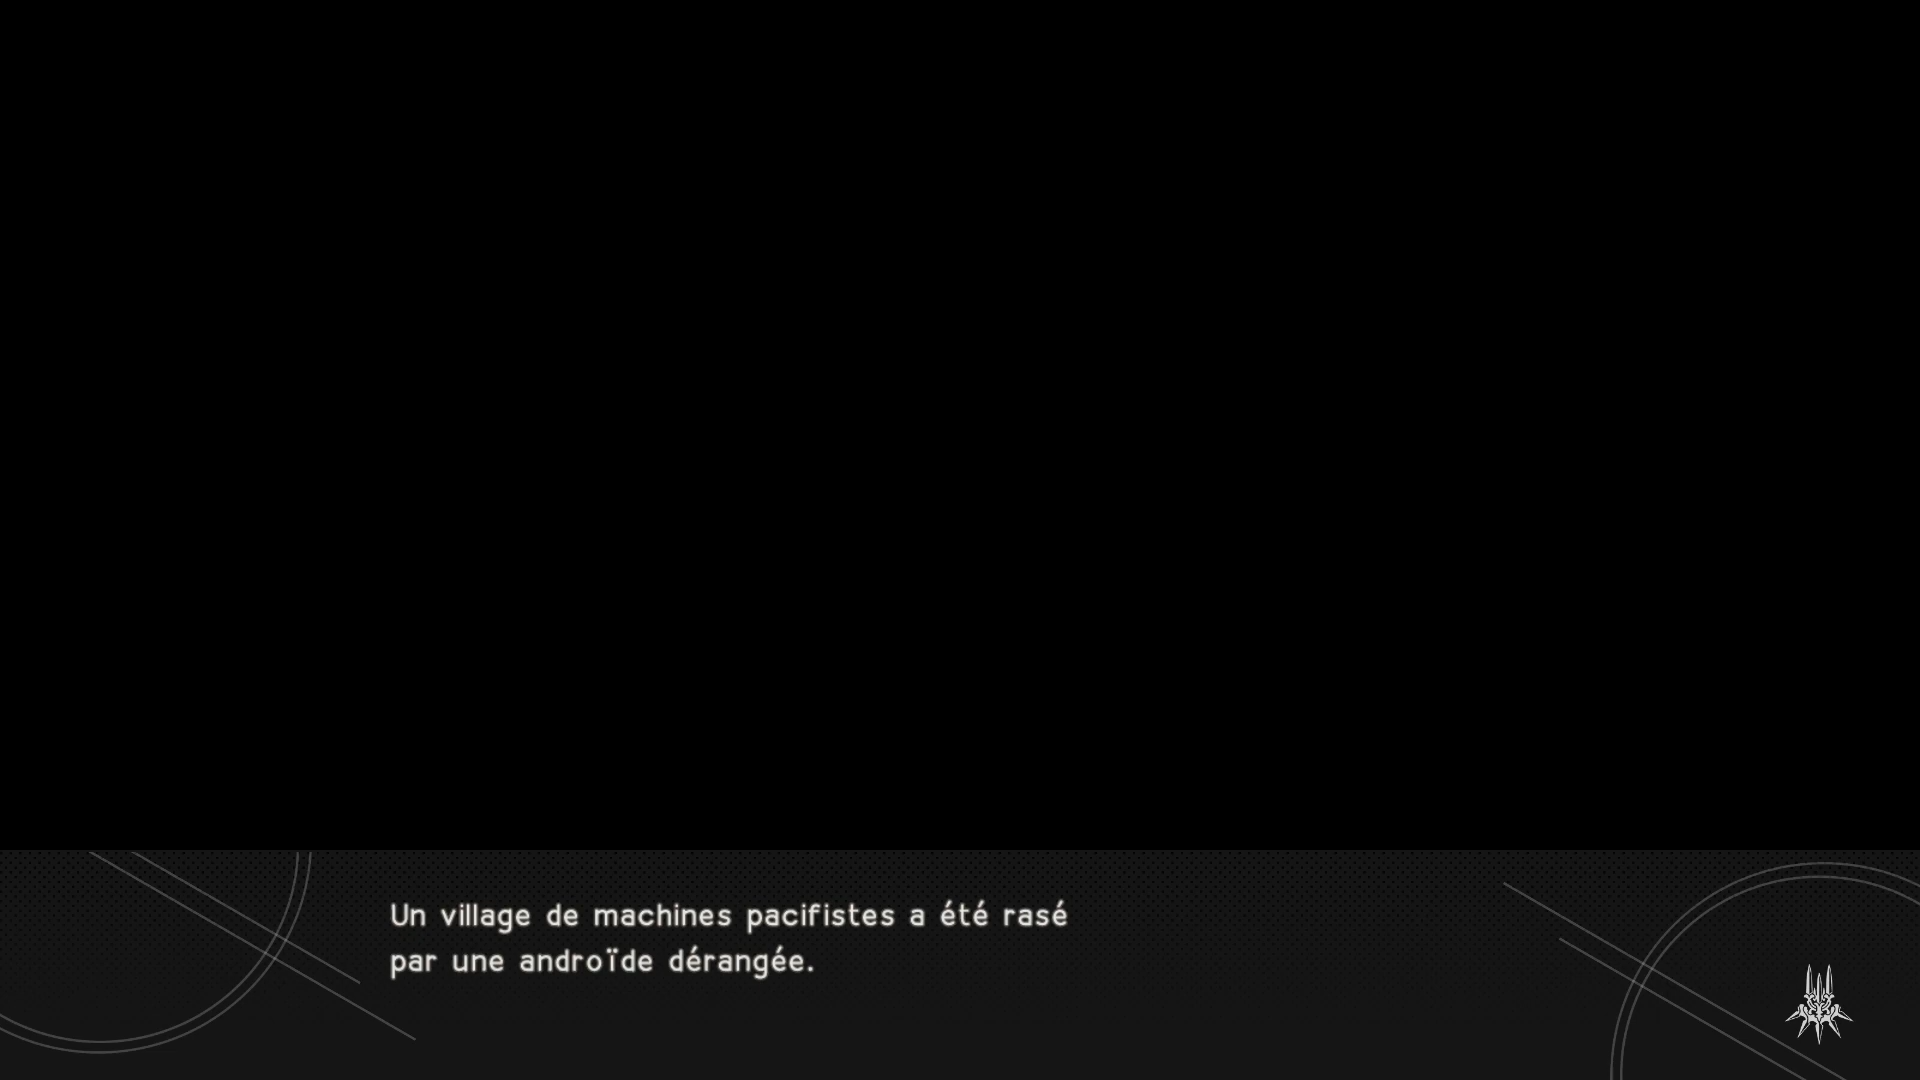 Un village de machines pacifistes a été rasé
par une androïde dérangée.